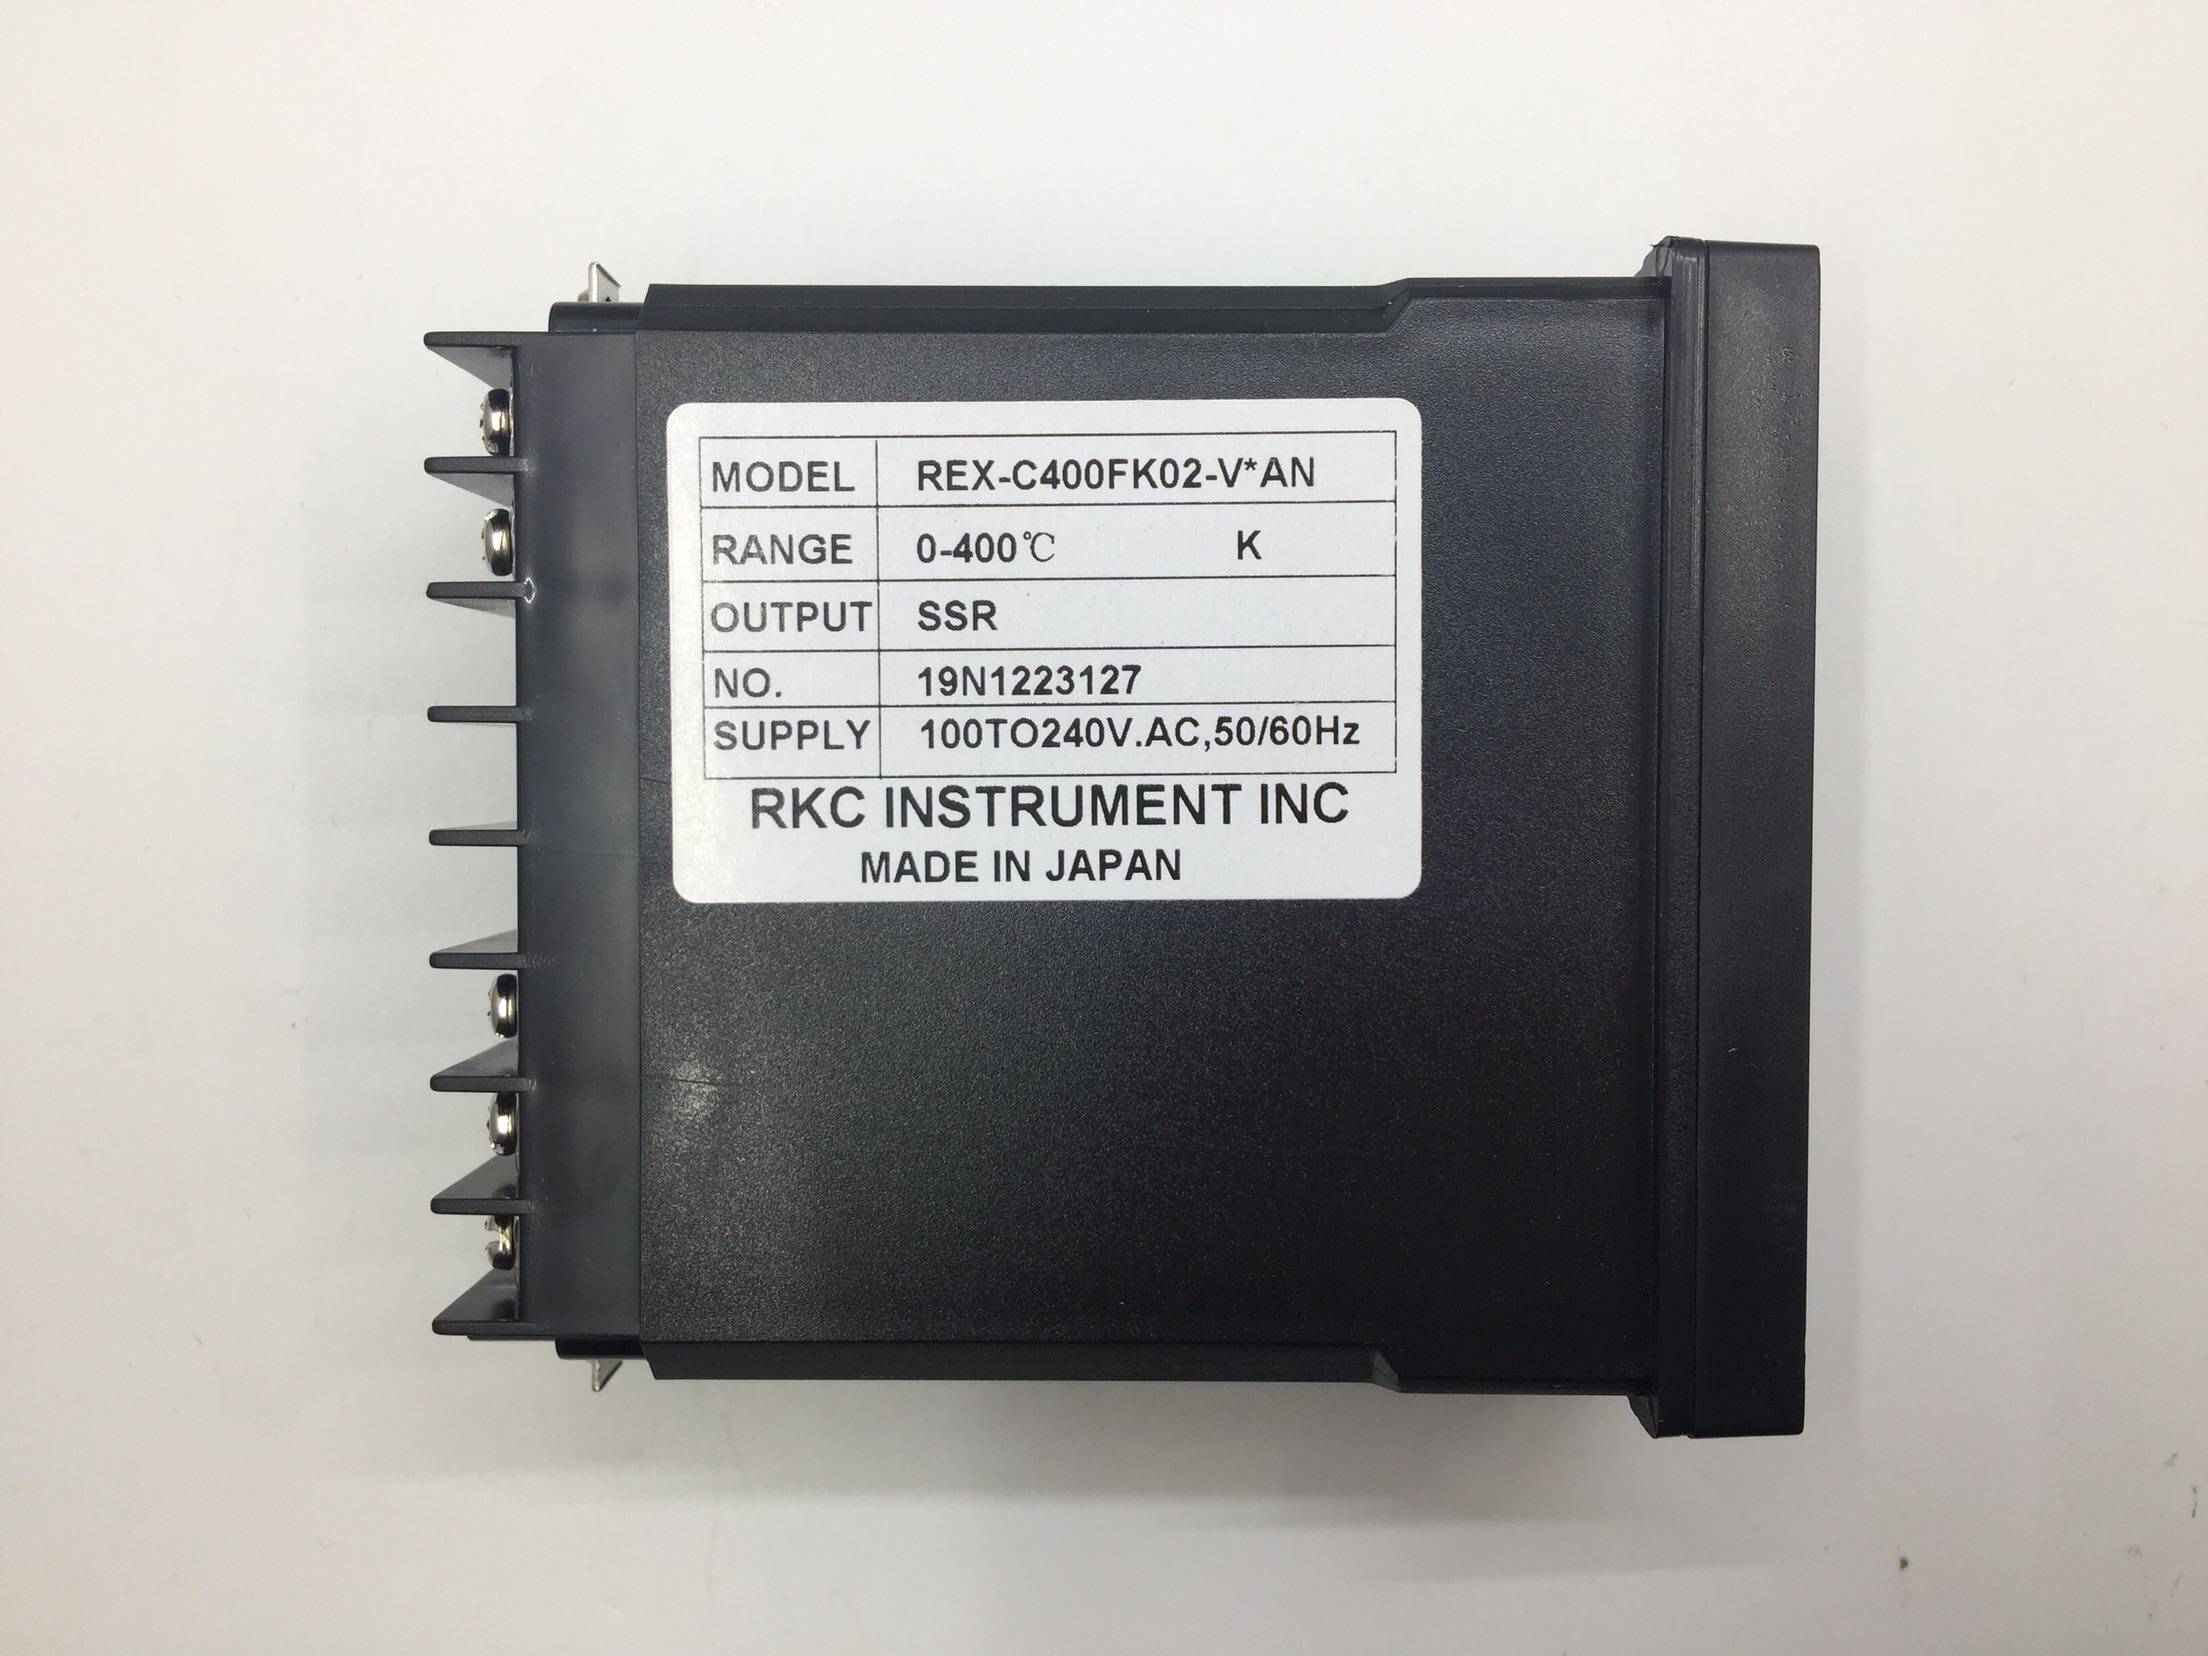 MODEL REX-C400FK02-V*AN
RANGE 0-400℃ K
OUTPUT SSR
NO. 19N1223127
SUPPLY 100TO240V.AC,50/60Hz
RKC INSTRUMENT INC
MADE IN JAPAN